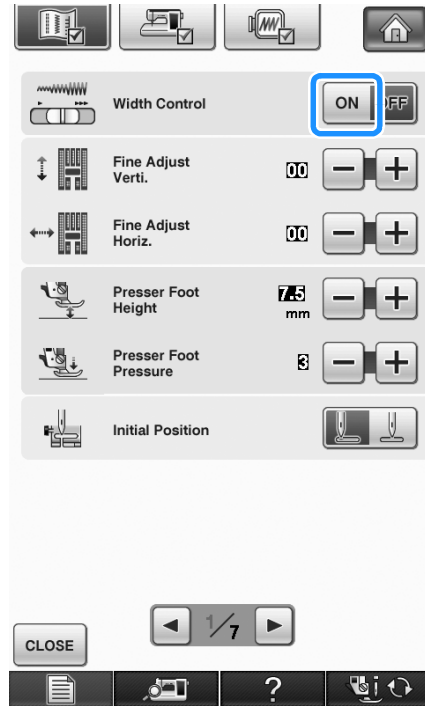 Width Control ON OFF
Fine Adjust
Verti. 00 − +
Fine Adjust
Horiz. 00 − +
Presser Foot
Height 7.5
mm − +
Presser Foot
Pressure 3 − +
Initial Position
1/7
CLOSE
?